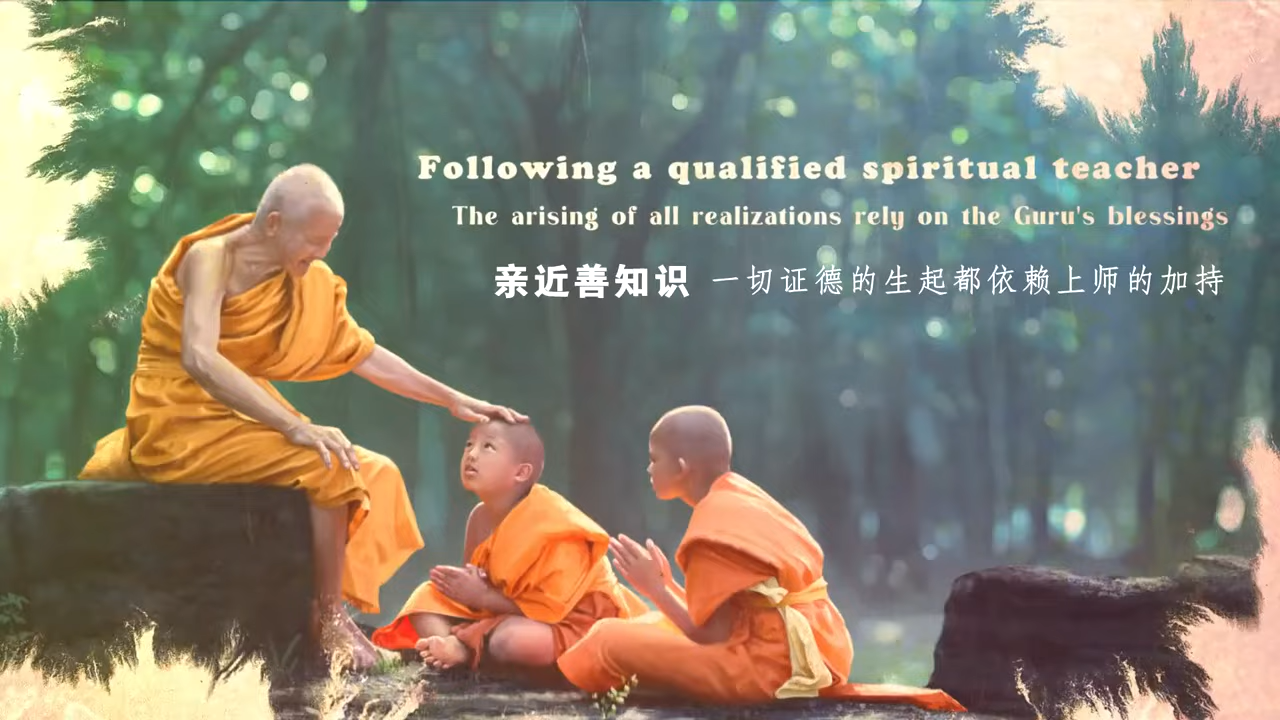 Following a qualified spiritual teacher
The arising of all realizations rely on the Guru's blessings
亲近善知识 一切证德的生起都依赖上师的加持